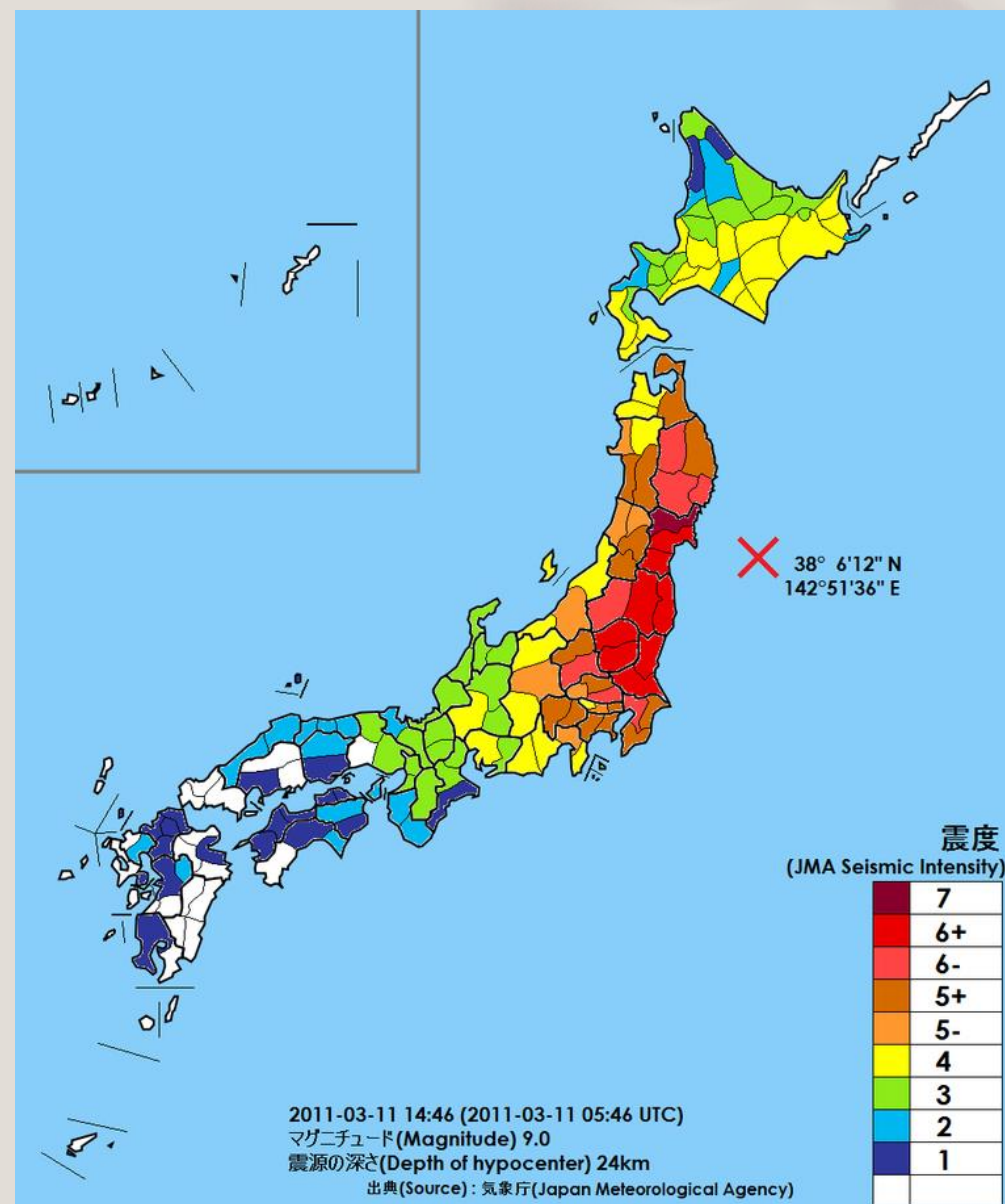 38° 6'12" N
142°51'36" E
震度
(JMA Seismic Intensity)
7
6+
6-
5+
5-
4
3
2
1
2011-03-11 14:46 (2011-03-11 05:46 UTC)
マグニチュード(Magnitude) 9.0
震源の深さ(Depth of hypocenter) 24km
出典(Source) : 気象庁(Japan Meteorological Agency)